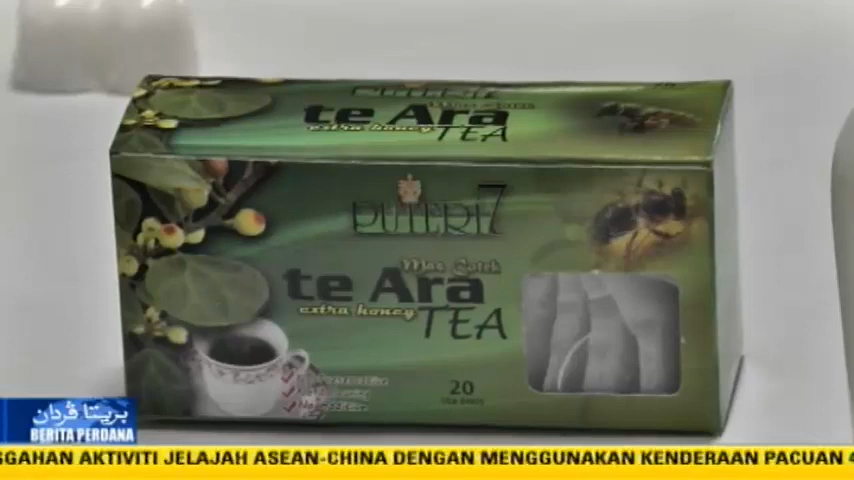 te Ara
extra honey TEA
PUTERI7
Mas Cotek
te Ara
extra honey TEA
20
بريتا ڤردان
BERITA PERDANA
GGAHAN AKTIVITI JELAJAH ASEAN-CHINA DENGAN MENGGUNAKAN KENDERAAN PACUAN 4